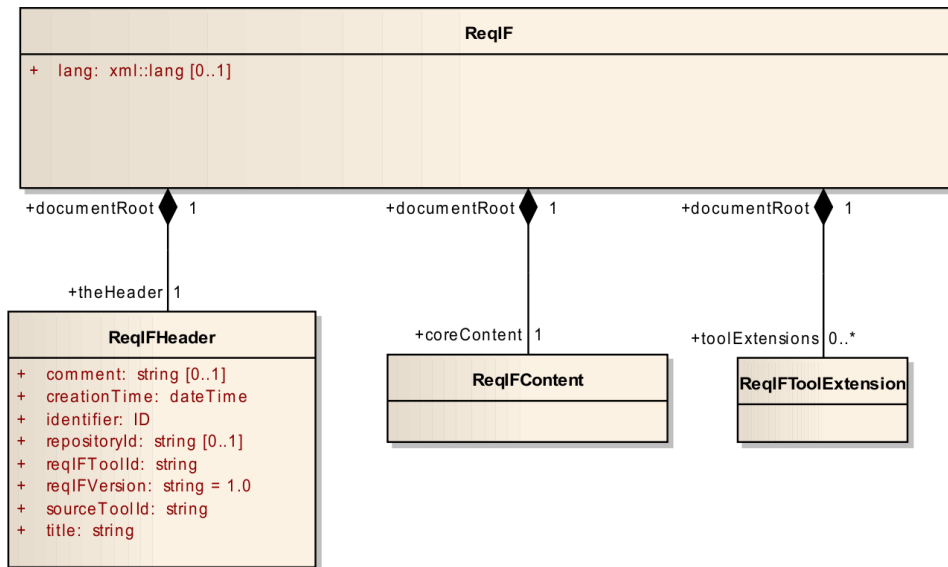 ReqIF
+ lang: xml::lang [0..1]
+documentRoot 1
+documentRoot 1
+documentRoot 1
+theHeader 1
ReqIFHeader
+ comment: string [0..1]
+ creationTime: dateTime
+ identifier: ID
+ repositoryId: string [0..1]
+ reqIFToolId: string
+ reqIFVersion: string = 1.0
+ sourceToolId: string
+ title: string
+coreContent 1
ReqIFContent
+toolExtensions 0..*
ReqIFToolExtension